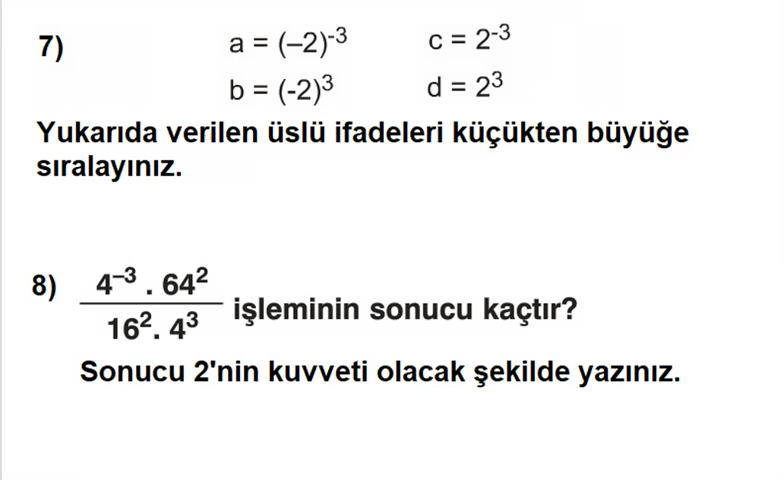 7) a = (–2)⁻³ c = 2⁻³
b = (-2)³ d = 2³
Yukarıda verilen üslü ifadeleri küçükten büyüğe
sıralayınız.
8) 4⁻³ . 64²
16² . 4³ işleminin sonucu kaçtır?
Sonucu 2'nin kuvveti olacak şekilde yazınız.